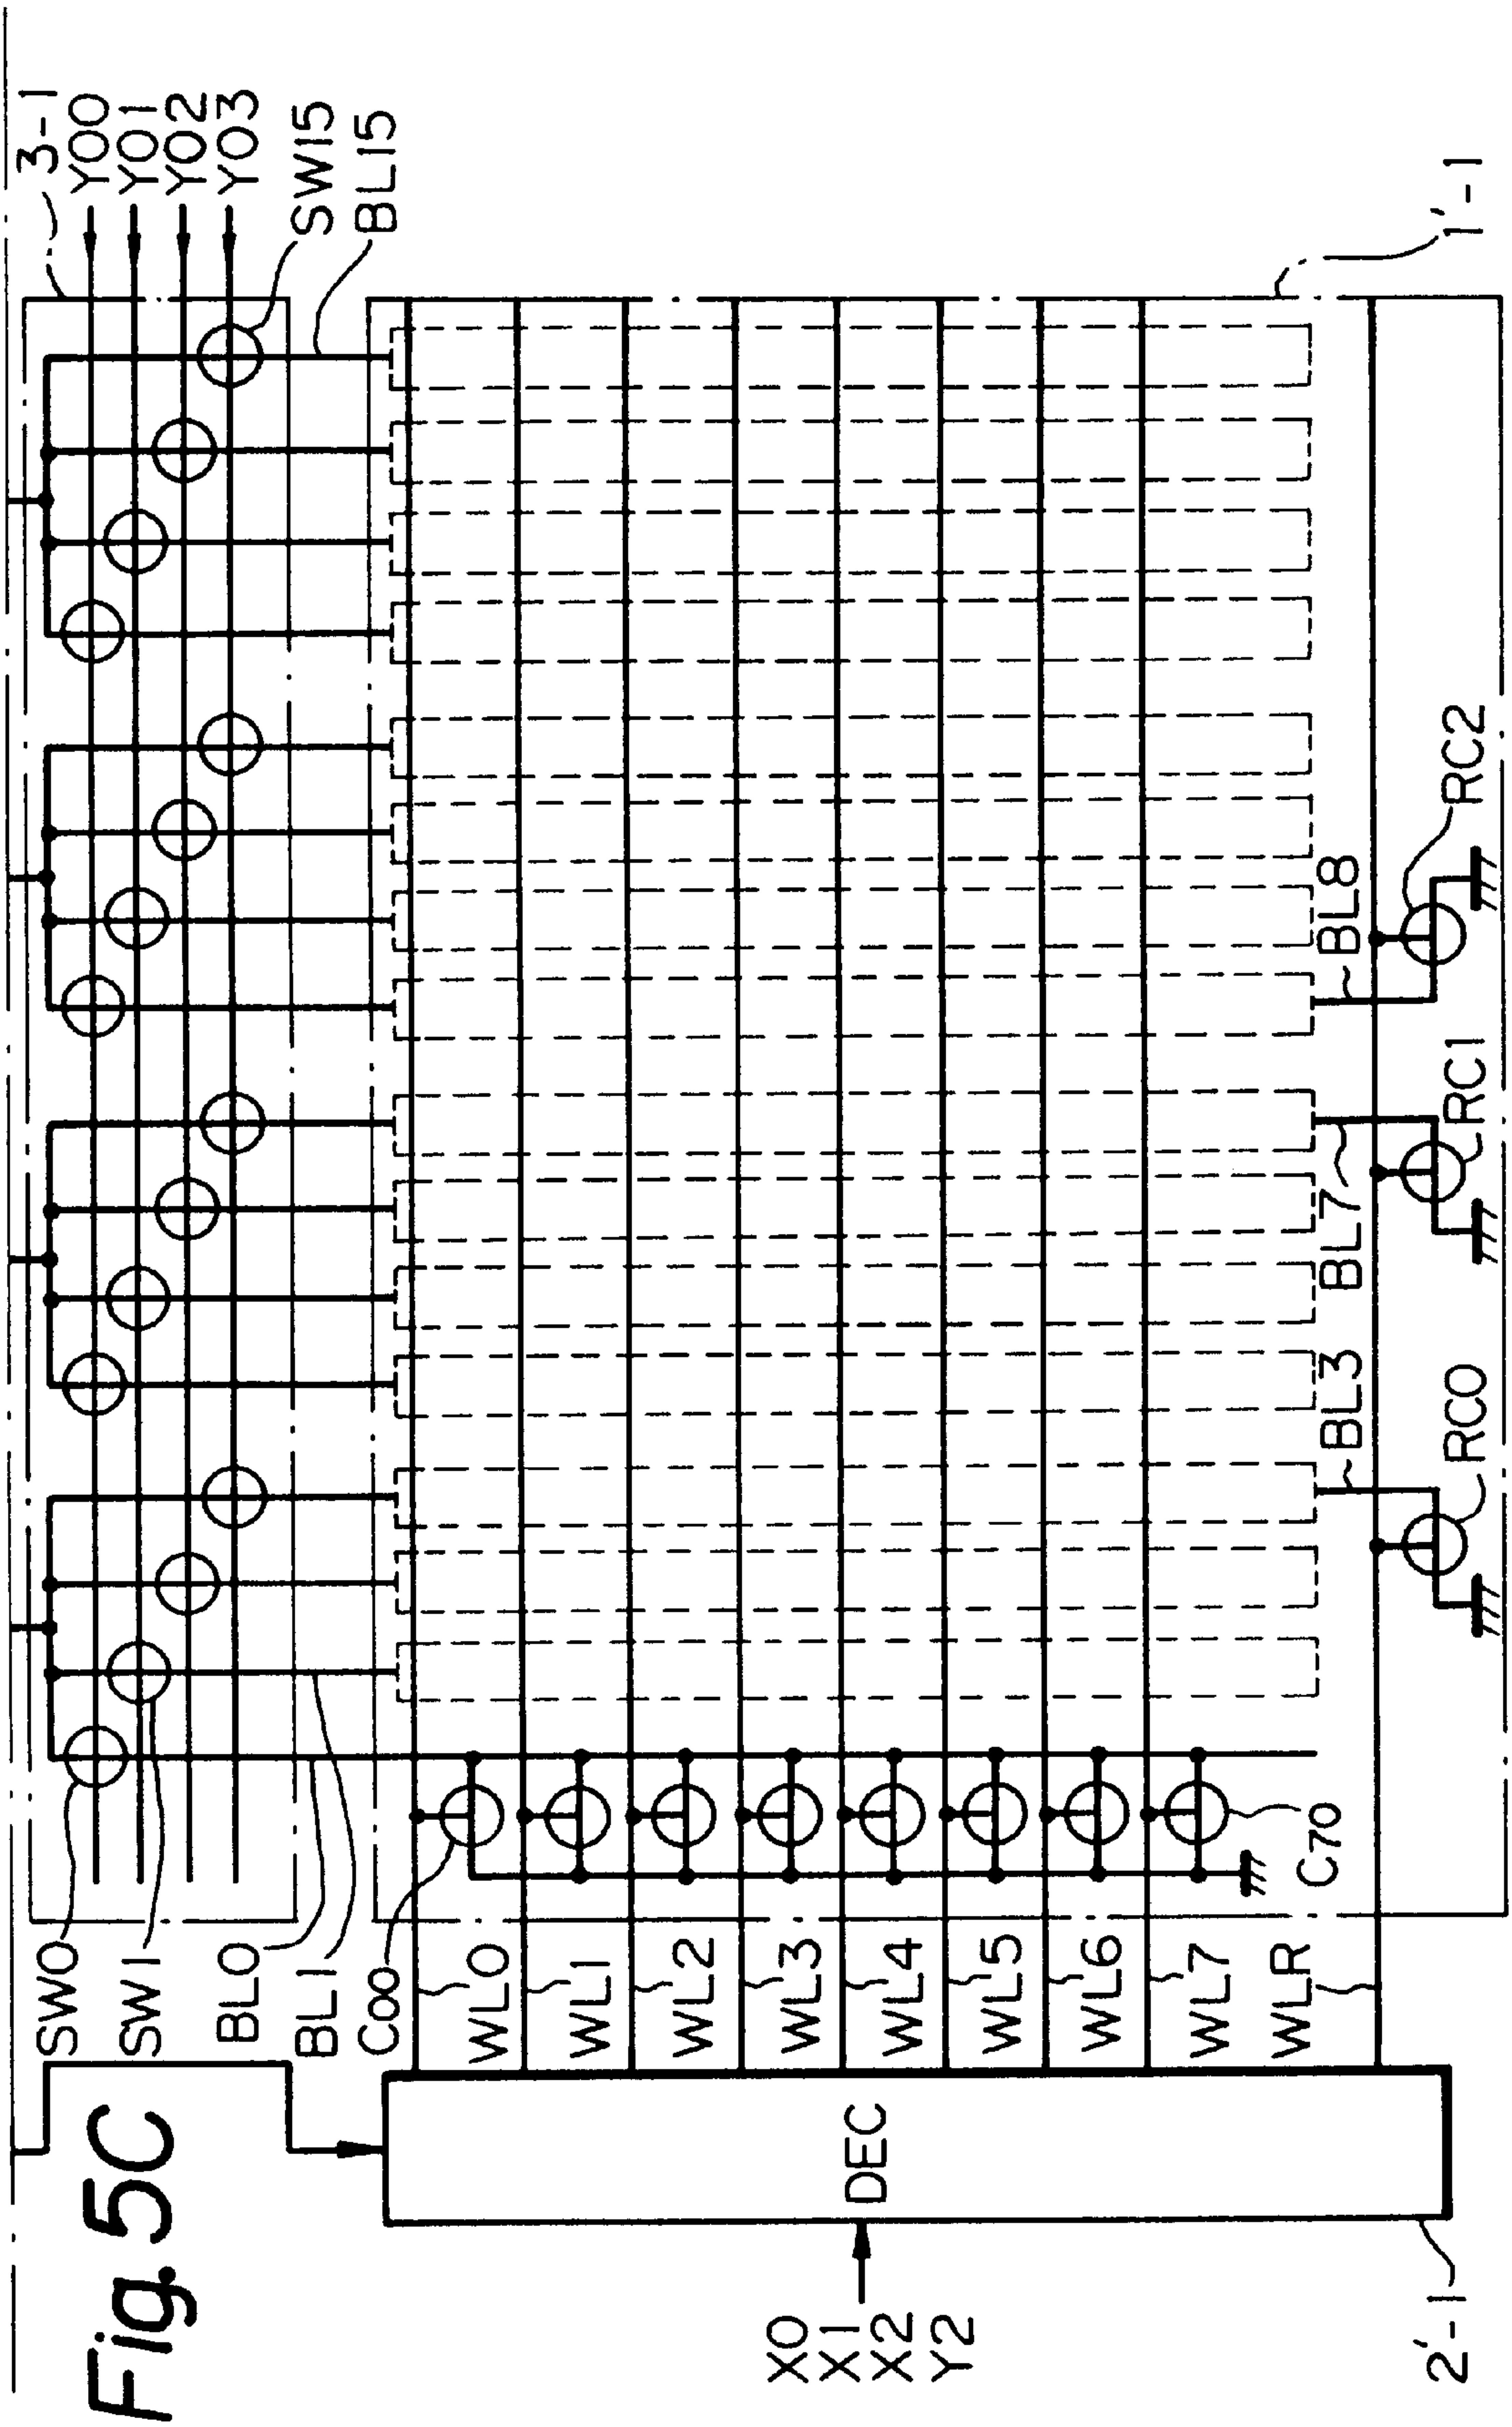 Fig. 5C
3-1
Y00
Y01
Y02
Y03
SW15
BL15
SW0
SW1
BL0
BL1
C00
WL0
WL1
WL2
WL3
WL4
WL5
WL6
WL7
WLR
DEC
X0
X1
X2
Y2
2'-1
C70
BL3
BL7
BL8
RC0
RC1
RC2
1'-1